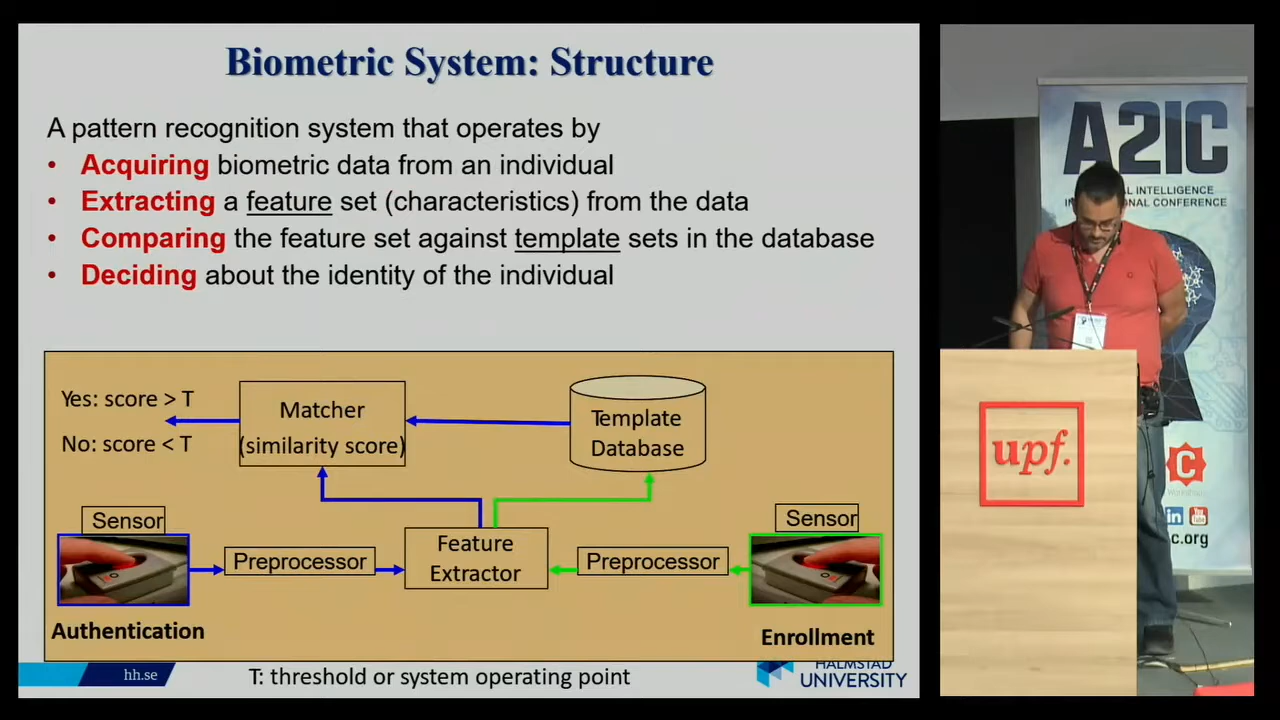 Biometric System: Structure
A pattern recognition system that operates by
• Acquiring biometric data from an individual
• Extracting a feature set (characteristics) from the data
• Comparing the feature set against template sets in the database
• Deciding about the identity of the individual
Yes: score > T
No: score < T
Matcher
(similarity score)
Template
Database
Sensor
Preprocessor
Feature
Extractor
Preprocessor
Sensor
Authentication
Enrollment
hh.se
T: threshold or system operating point
HALMSTAD
UNIVERSITY
A2IC
INTELLIGENCE
CONFERENCE
upf.
C
in
You
Tube
c.org